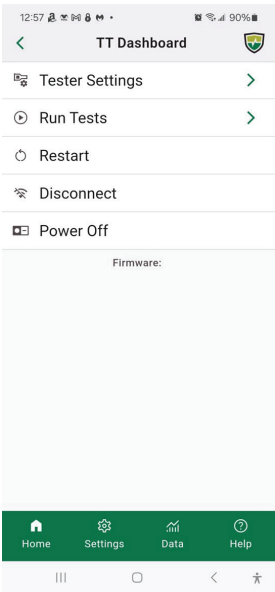 12:57
90%
TT Dashboard
Tester Settings
Run Tests
Restart
Disconnect
Power Off
Firmware:
Home Settings Data Help